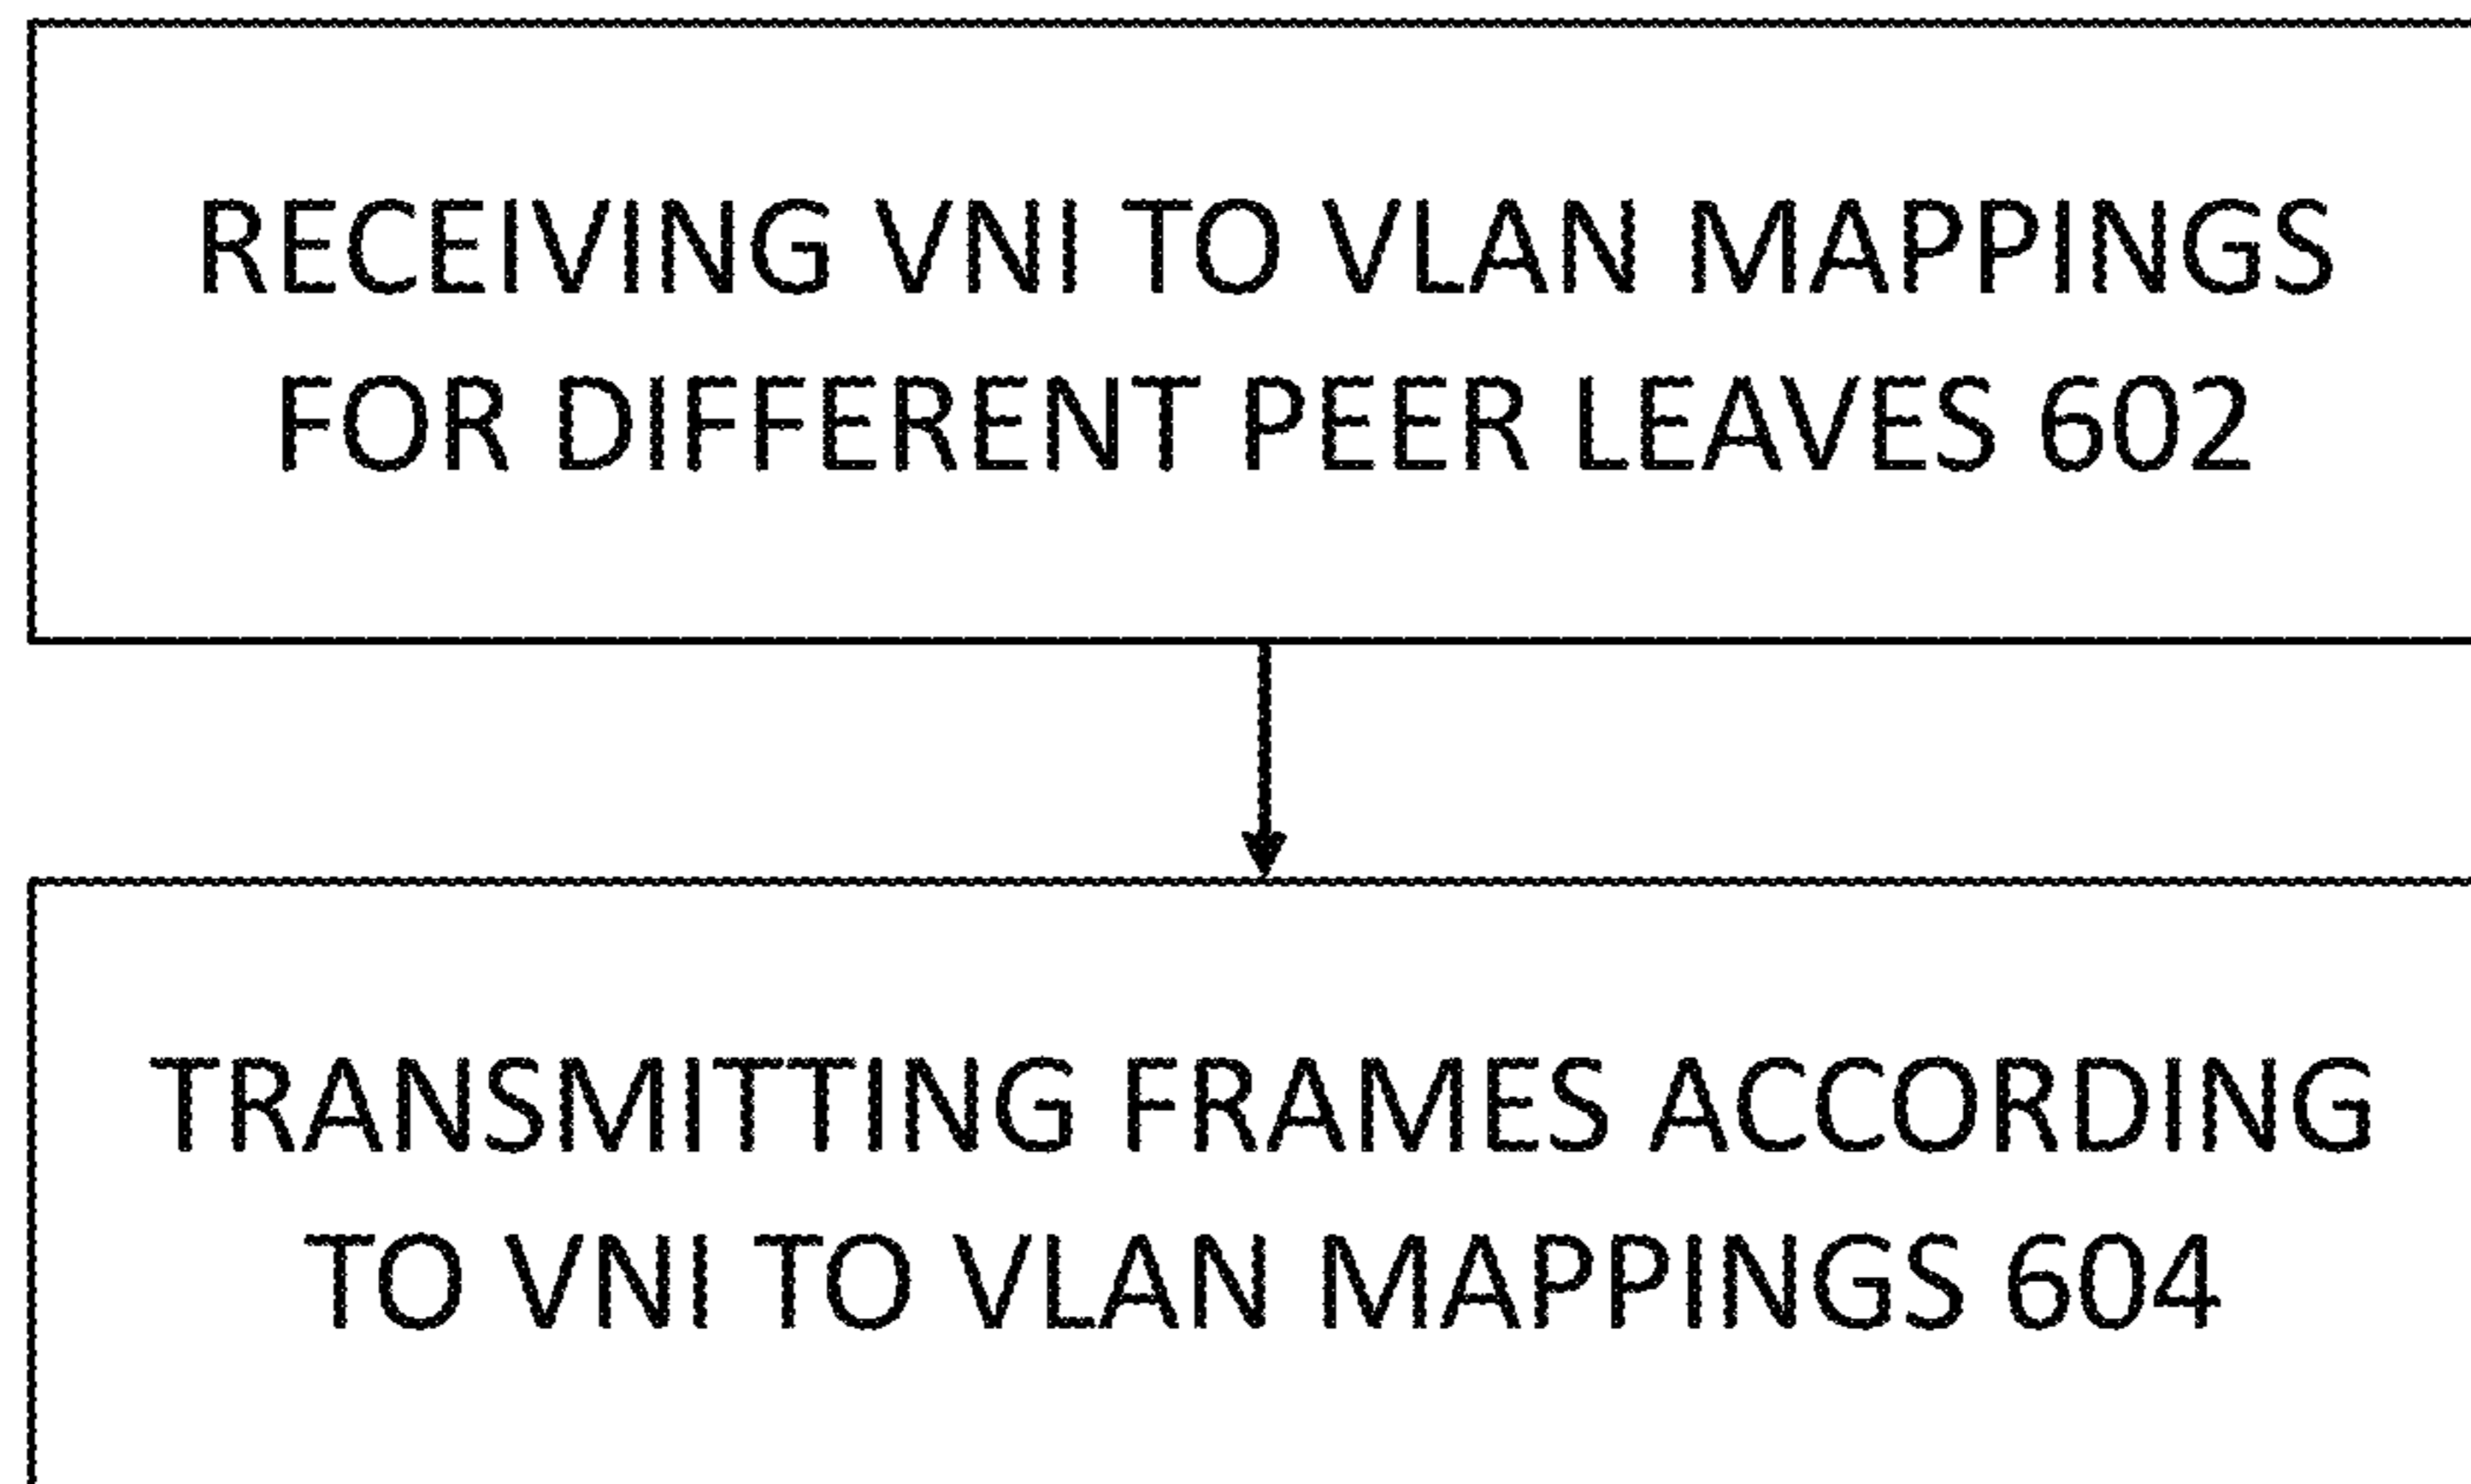 RECEIVING VNI TO VLAN MAPPINGS
FOR DIFFERENT PEER LEAVES 602
TRANSMITTING FRAMES ACCORDING
TO VNI TO VLAN MAPPINGS 604